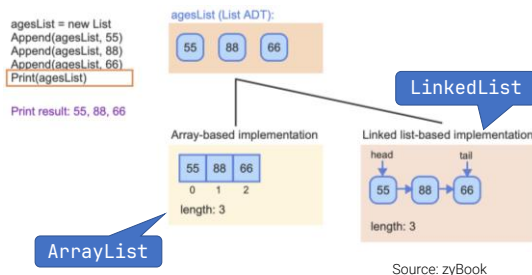 agesList = new List
Append(agesList, 55)
Append(agesList, 88)
Append(agesList, 66)
Print(agesList)
Print result: 55, 88, 66
agesList (List ADT):
55 88 66
LinkedList
Array-based implementation
55 88 66
0 1 2
length: 3
ArrayList
Linked list-based implementation
head tail
55 88 66
length: 3
Source: zyBook